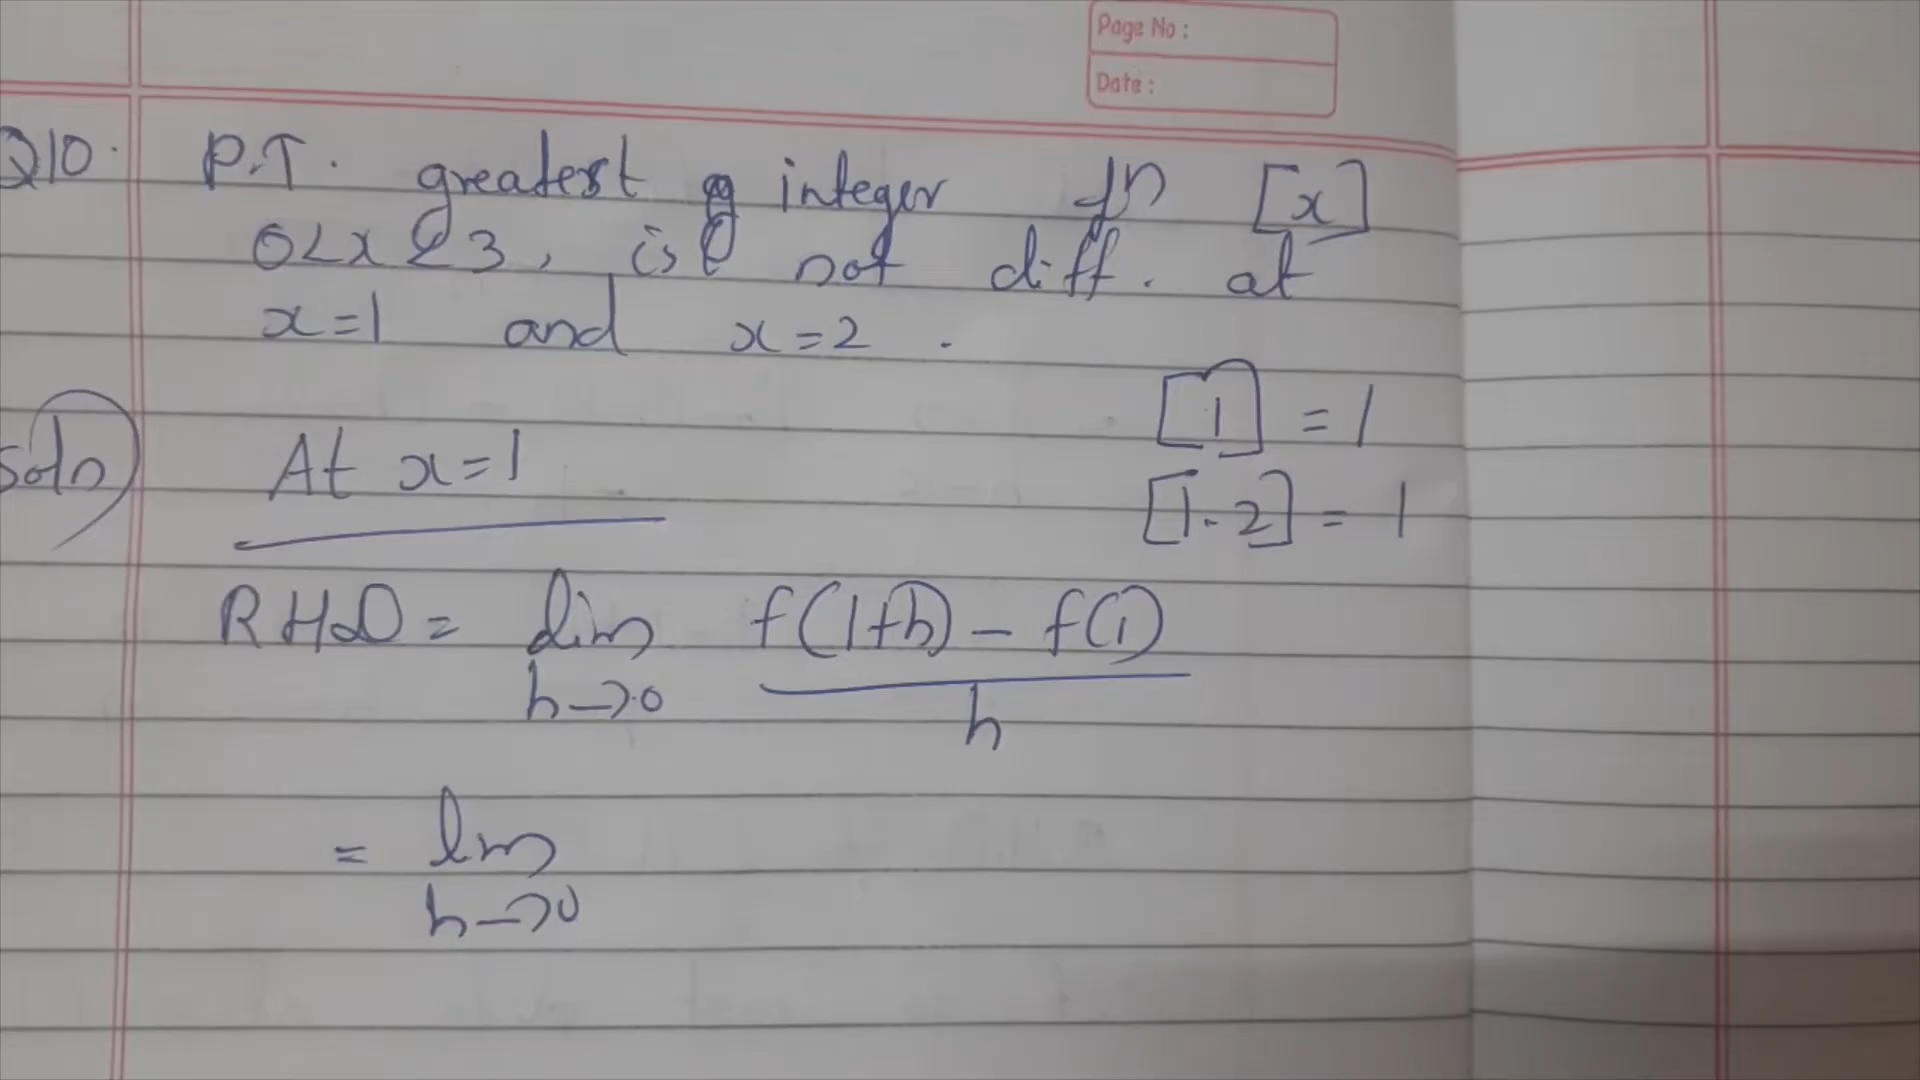 Page No :
Date :
Q10. P.T. greatest integer fn [x]
0<x<3, is not diff. at
x=1 and x=2 .
[1] = 1
Soln At x=1
[1.2] = 1
RHD = lim f(1+h) - f(1)
h→0 h
= lim
h→0